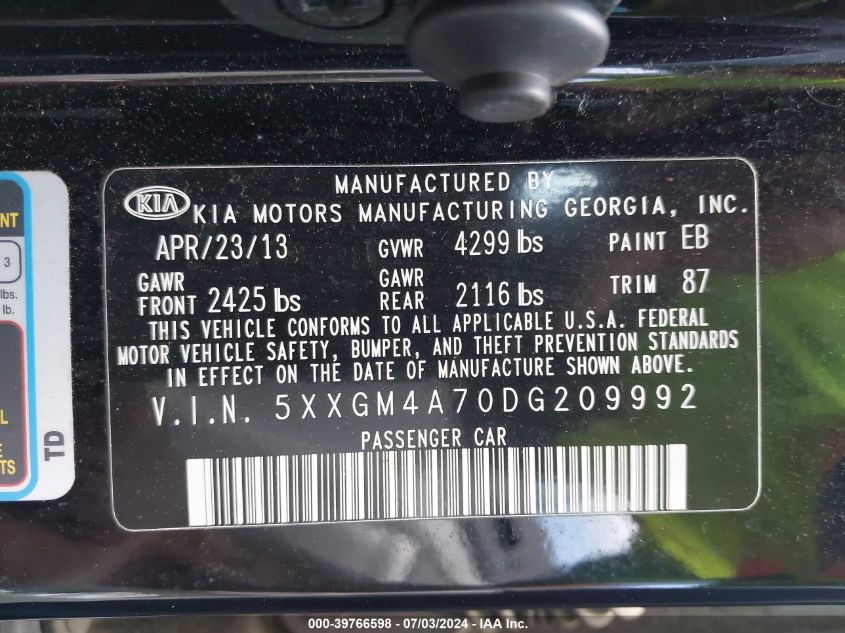 MANUFACTURED BY
KIA KIA MOTORS MANUFACTURING GEORGIA, INC.
APR/23/13 GVWR 4299 lbs PAINT EB
GAWR FRONT 2425 lbs GAWR REAR 2116 lbs TRIM 87
THIS VEHICLE CONFORMS TO ALL APPLICABLE U.S.A. FEDERAL
MOTOR VEHICLE SAFETY, BUMPER, AND THEFT PREVENTION STANDARDS
IN EFFECT ON THE DATE OF MANUFACTURE SHOWN ABOVE.
V.I.N. 5XXGM4A70DG209992
PASSENGER CAR
3
lbs.
lb.
TD
000-39766598 - 07/03/2024 - IAA Inc.